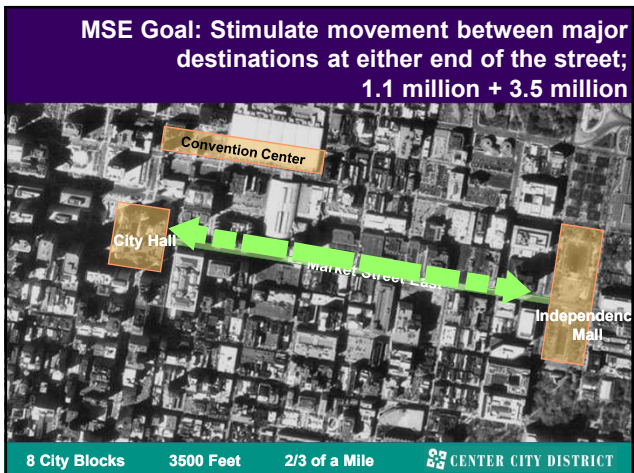 MSE Goal: Stimulate movement between major
destinations at either end of the street;
1.1 million + 3.5 million
Convention Center
City Hall
Market Street East
Independenc
Mall
8 City Blocks 3500 Feet 2/3 of a Mile CENTER CITY DISTRICT